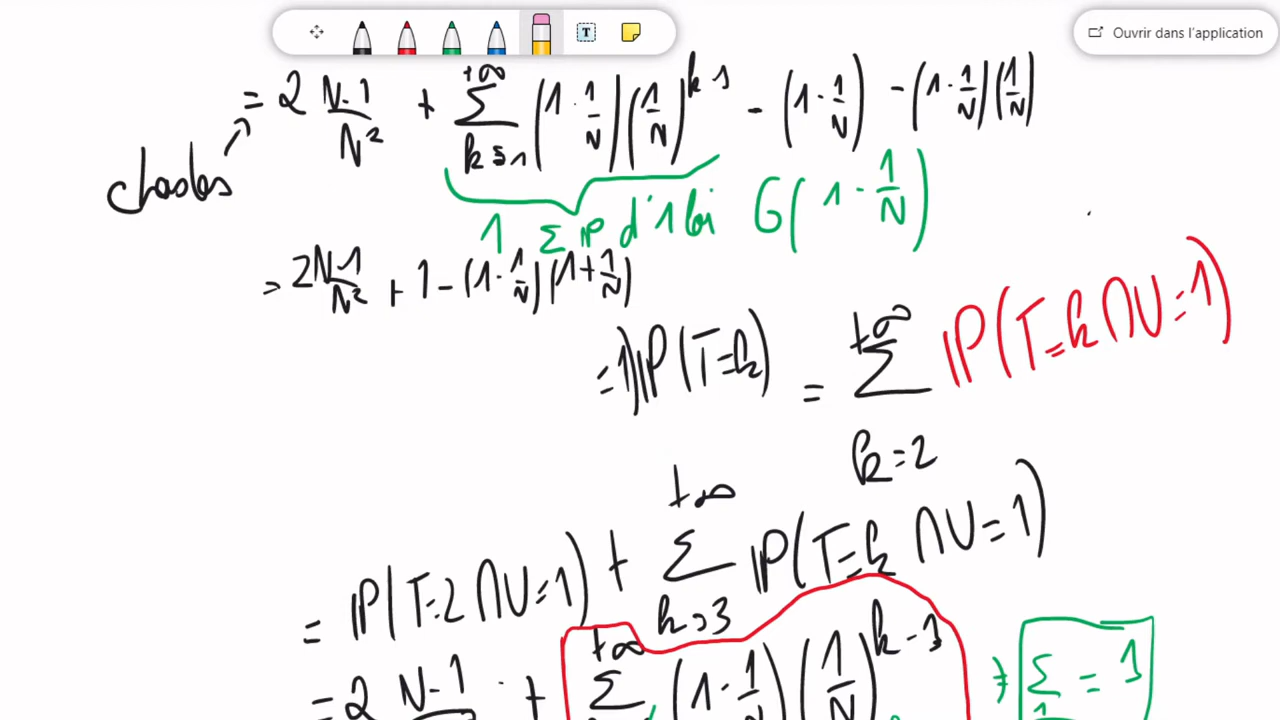 Ouvrir dans l'application
T
= 2 N-1/N² + Σ_{k=1}^{+∞} (1-1/N)(1/N)^{k-1} - (1-1/N) - (1-1/N)(1/N)
chasles
1 Σ ℙ d'1 loi G(1-1/N)
= 2 N-1/N² + 1 - (1-1/N)(1+1/N)
ℙ(T=k) = Σ_{k=2}^{+∞} ℙ(T=k ∩ U=1)
= ℙ(T=2 ∩ U=1) + Σ_{k=3}^{+∞} ℙ(T=k ∩ U=1)
= 2 N-1 + Σ^{+∞} (1-1/N)(1/N)^{k-1}
Σ = 1